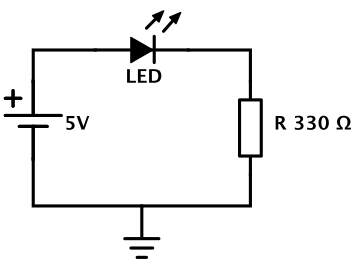 LED
+
5V
R 330 Ω